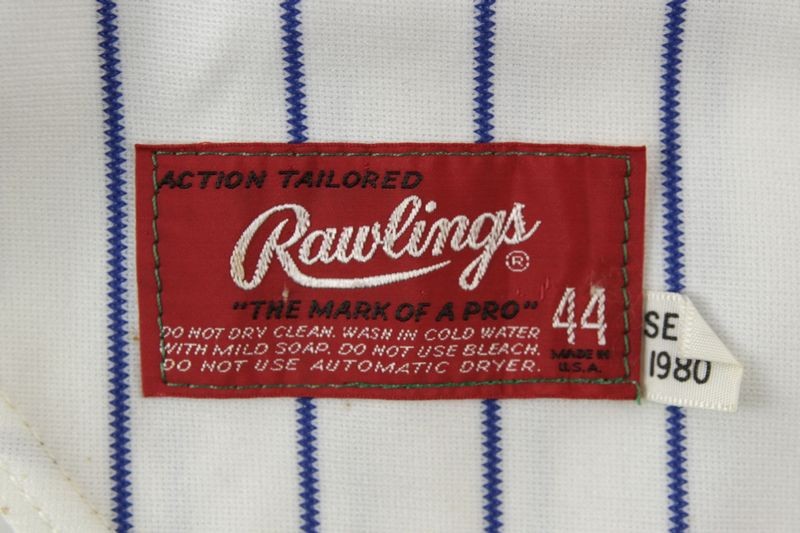 ACTION TAILORED
Rawlings®
"THE MARK OF A PRO"
DO NOT DRY CLEAN. WASH IN COLD WATER
WITH MILD SOAP. DO NOT USE BLEACH.
DO NOT USE AUTOMATIC DRYER.
44
MADE IN
U.S.A.
SE
1980